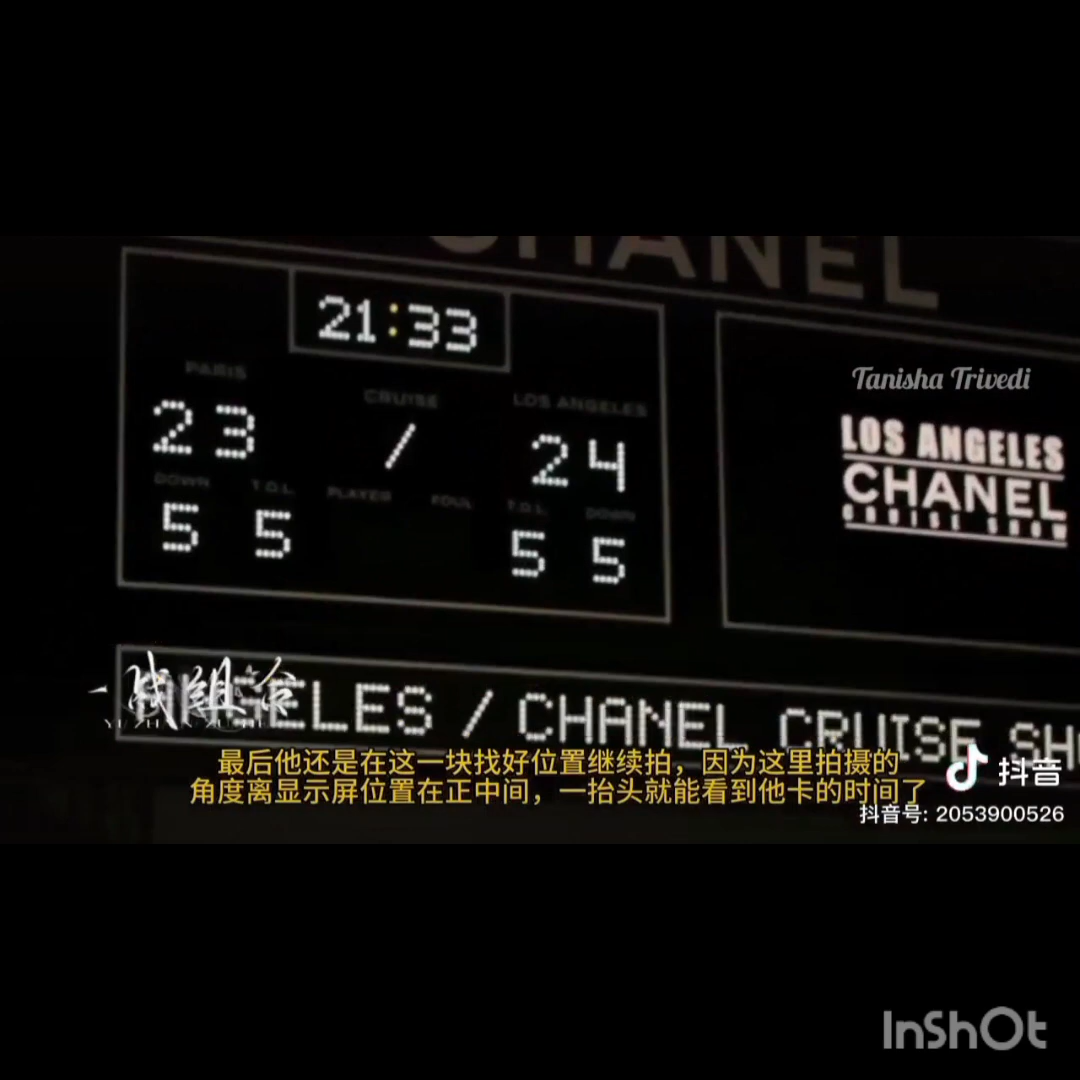 CHANEL
21:33
PARIS
CRUISE
LOS ANGELES
23 / 24
DOWN T.O.L. PLAYER FOUL T.O.L. DOWN
5 5 5 5
Tanisha Trivedi
LOS ANGELES
CHANEL
CRUISE SHOW
GELES / CHANEL CRUISE SH
最后他还是在这一块找好位置继续拍，因为这里拍摄的
角度离显示屏位置在正中间，一抬头就能看到他卡的时间了
抖音
抖音号: 2053900526
InShOt